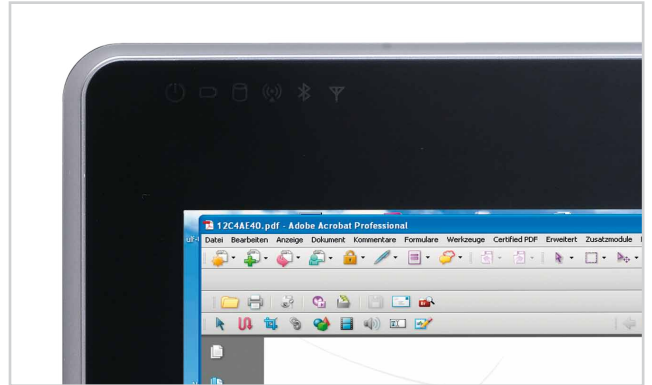 12C4AE40.pdf - Adobe Acrobat Professional
Datei Bearbeiten Anzeige Dokument Kommentare Formulare Werkzeuge Certified PDF Erweitert Zusatzmodule